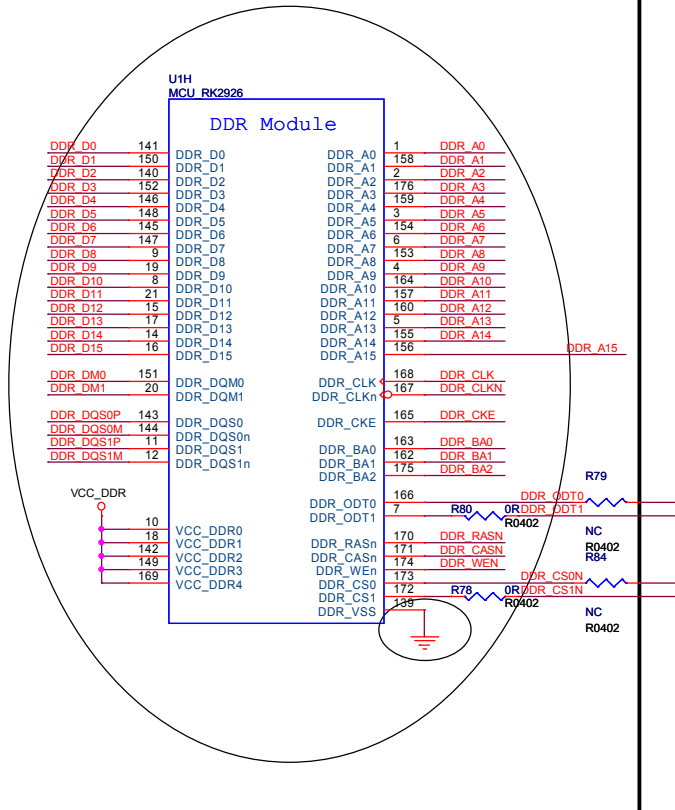 U1H
MCU_RK2926
DDR Module
DDR_D0 141 DDR_D0 DDR_A0 1 DDR_A0
DDR_D1 150 DDR_D1 DDR_A1 158 DDR_A1
DDR_D2 140 DDR_D2 DDR_A2 2 DDR_A2
DDR_D3 152 DDR_D3 DDR_A3 176 DDR_A3
DDR_D4 146 DDR_D4 DDR_A4 159 DDR_A4
DDR_D5 148 DDR_D5 DDR_A5 3 DDR_A5
DDR_D6 145 DDR_D6 DDR_A6 154 DDR_A6
DDR_D7 147 DDR_D7 DDR_A7 6 DDR_A7
DDR_D8 9 DDR_D8 DDR_A8 153 DDR_A8
DDR_D9 19 DDR_D9 DDR_A9 4 DDR_A9
DDR_D10 8 DDR_D10 DDR_A10 164 DDR_A10
DDR_D11 21 DDR_D11 DDR_A11 157 DDR_A11
DDR_D12 15 DDR_D12 DDR_A12 160 DDR_A12
DDR_D13 17 DDR_D13 DDR_A13 5 DDR_A13
DDR_D14 14 DDR_D14 DDR_A14 155 DDR_A14
DDR_D15 16 DDR_D15 DDR_A15 156 DDR_A15
DDR_DM0 151 DDR_DQM0 DDR_CLK 168 DDR_CLK
DDR_DM1 20 DDR_DQM1 DDR_CLKn 167 DDR_CLKN
DDR_DQS0P 143 DDR_DQS0 DDR_CKE 165 DDR_CKE
DDR_DQS0M 144 DDR_DQS0n
DDR_DQS1P 11 DDR_DQS1 DDR_BA0 163 DDR_BA0
DDR_DQS1M 12 DDR_DQS1n DDR_BA1 162 DDR_BA1
DDR_BA2 175 DDR_BA2
R79
VCC_DDR
DDR_ODT0 166 DDR_ODT0
DDR_ODT1 7 R80 0R DDR_ODT1
R0402 NC
10 VCC_DDR0
18 VCC_DDR1 DDR_RASn 170 DDR_RASN
R0402
142 VCC_DDR2 DDR_CASn 171 DDR_CASN
R84
149 VCC_DDR3 DDR_WEn 174 DDR_WEN
169 VCC_DDR4 DDR_CS0 173 DDR_CS0N
DDR_CS1 172 R78 0R DDR_CS1N
R0402
DDR_VSS 139
NC
R0402